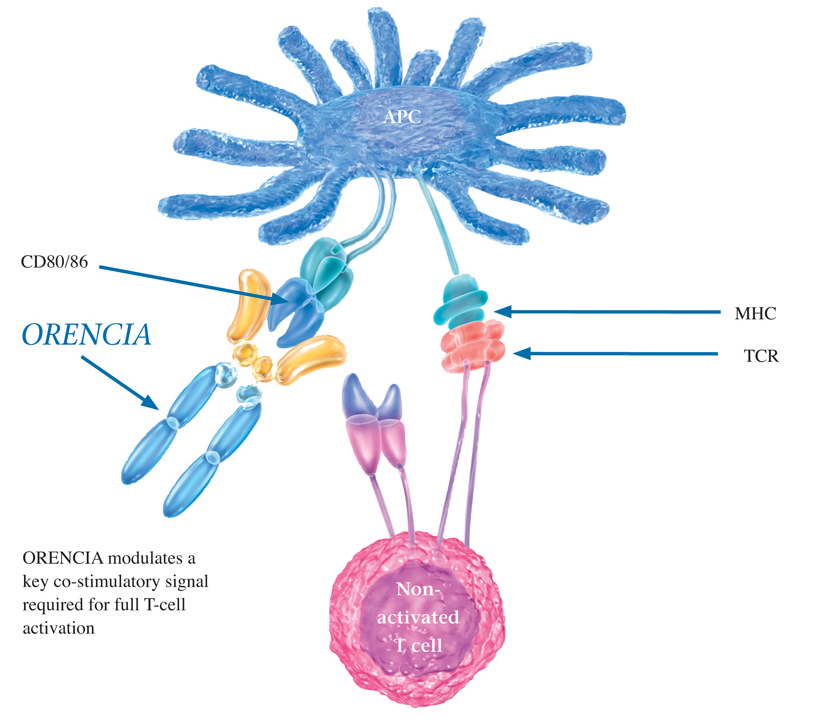 APC
CD80/86
ORENCIA
MHC
TCR
ORENCIA modulates a
key co-stimulatory signal
required for full T-cell
activation
Non-
activated
T cell